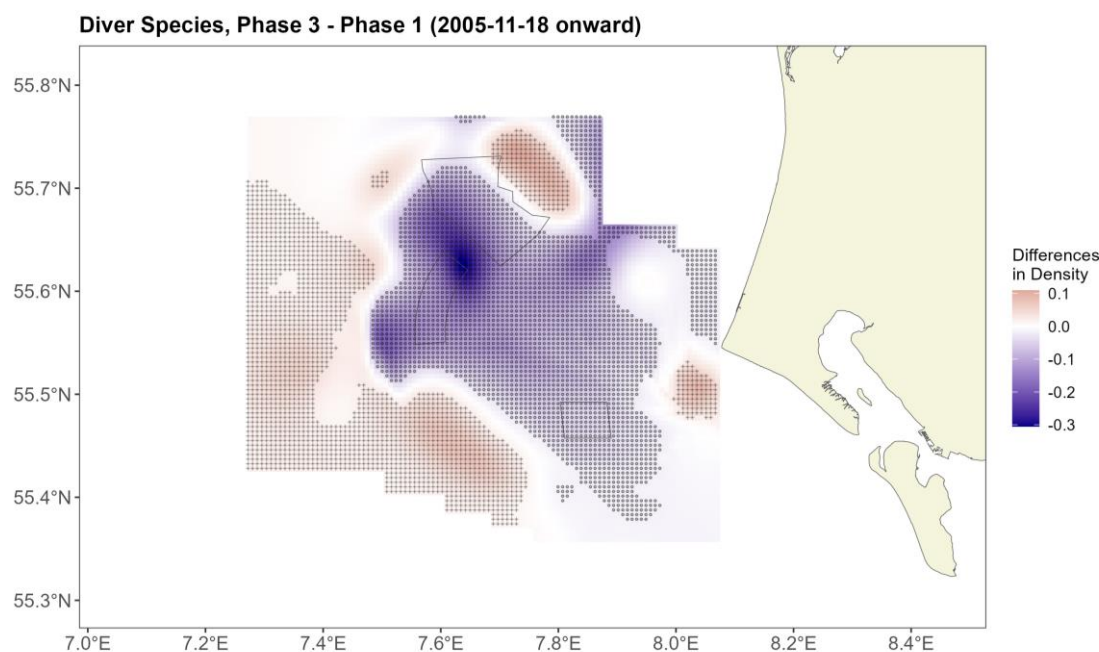 Diver Species, Phase 3 - Phase 1 (2005-11-18 onward)
55.8°N
55.7°N
55.6°N
55.5°N
55.4°N
55.3°N
7.0°E 7.2°E 7.4°E 7.6°E 7.8°E 8.0°E 8.2°E 8.4°E
Differences
in Density
0.1
0.0
-0.1
-0.2
-0.3